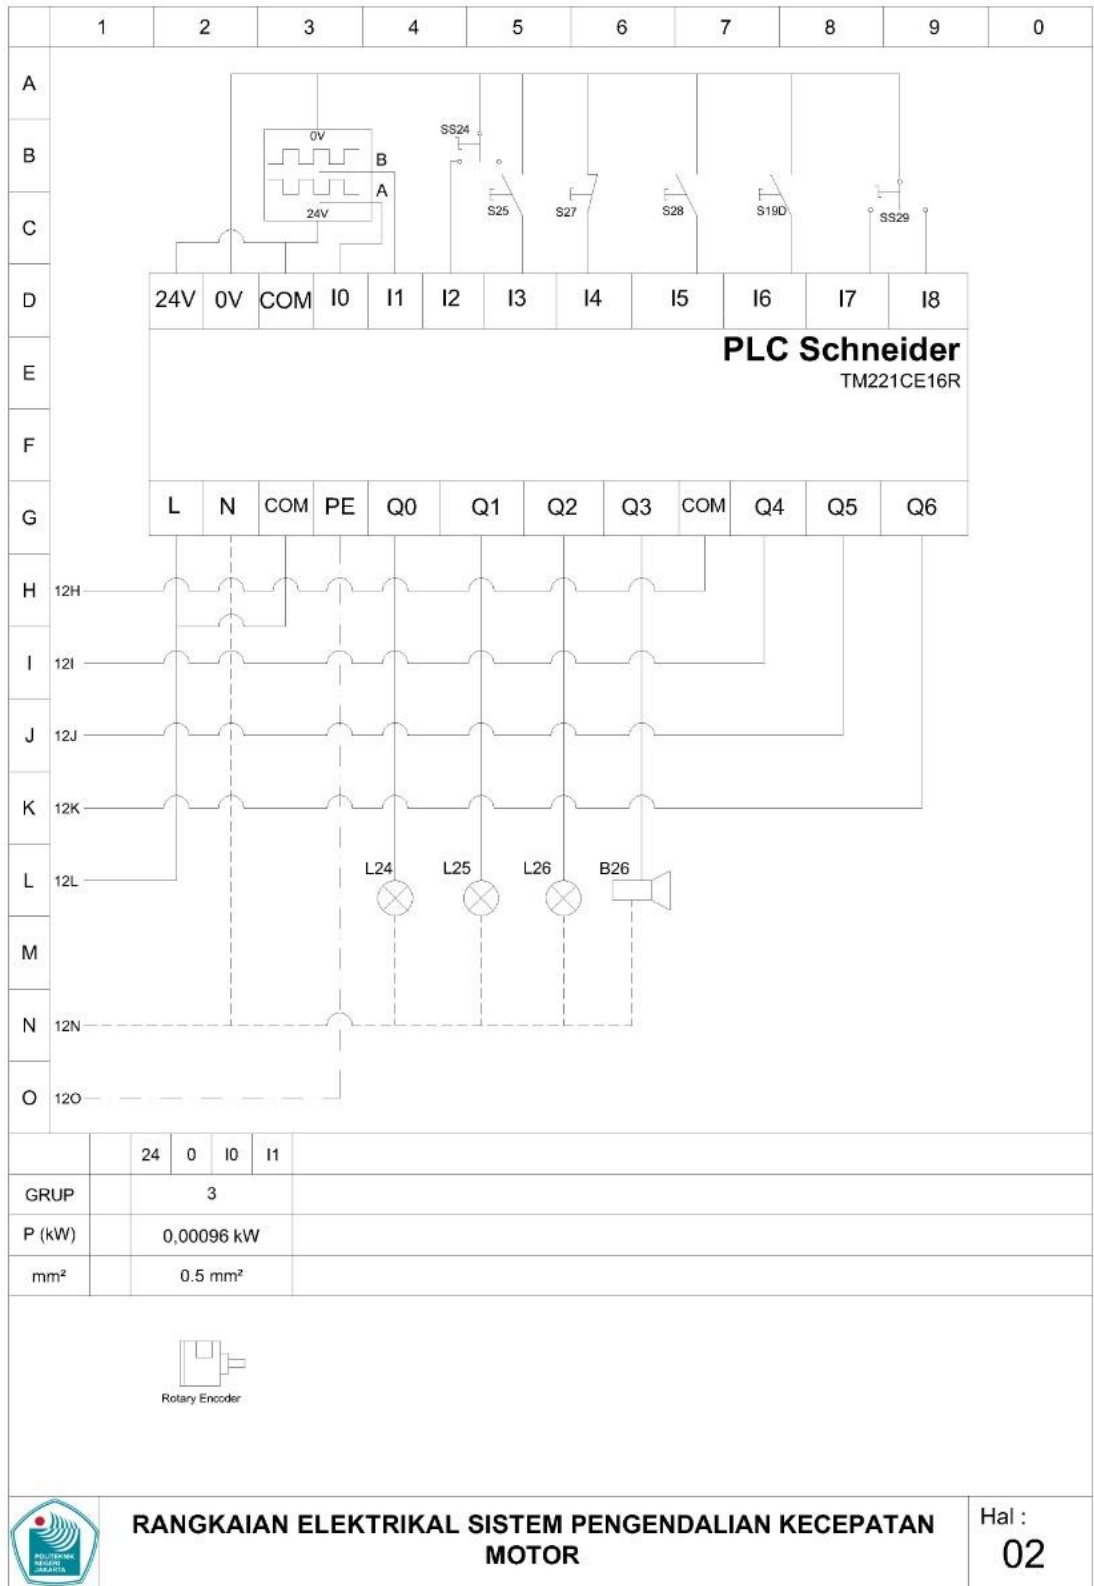 1 2 3 4 5 6 7 8 9 0
A
0V
SS24
B
B
A
S25 S27 S28 S19D SS29
24V
C
D
24V 0V COM I0 I1 I2 I3 I4 I5 I6 I7 I8
PLC Schneider
E
TM221CE16R
F
G
L N COM PE Q0 Q1 Q2 Q3 COM Q4 Q5 Q6
H 12H
I 12I
J 12J
K 12K
L24 L25 L26 B26
L 12L
M
N 12N
O 12O
24 0 I0 I1
GRUP 3
P (kW) 0,00096 kW
mm² 0.5 mm²
Rotary Encoder
POLITEKNIK
NEGERI
JAKARTA
RANGKAIAN ELEKTRIKAL SISTEM PENGENDALIAN KECEPATAN
MOTOR
Hal :
02